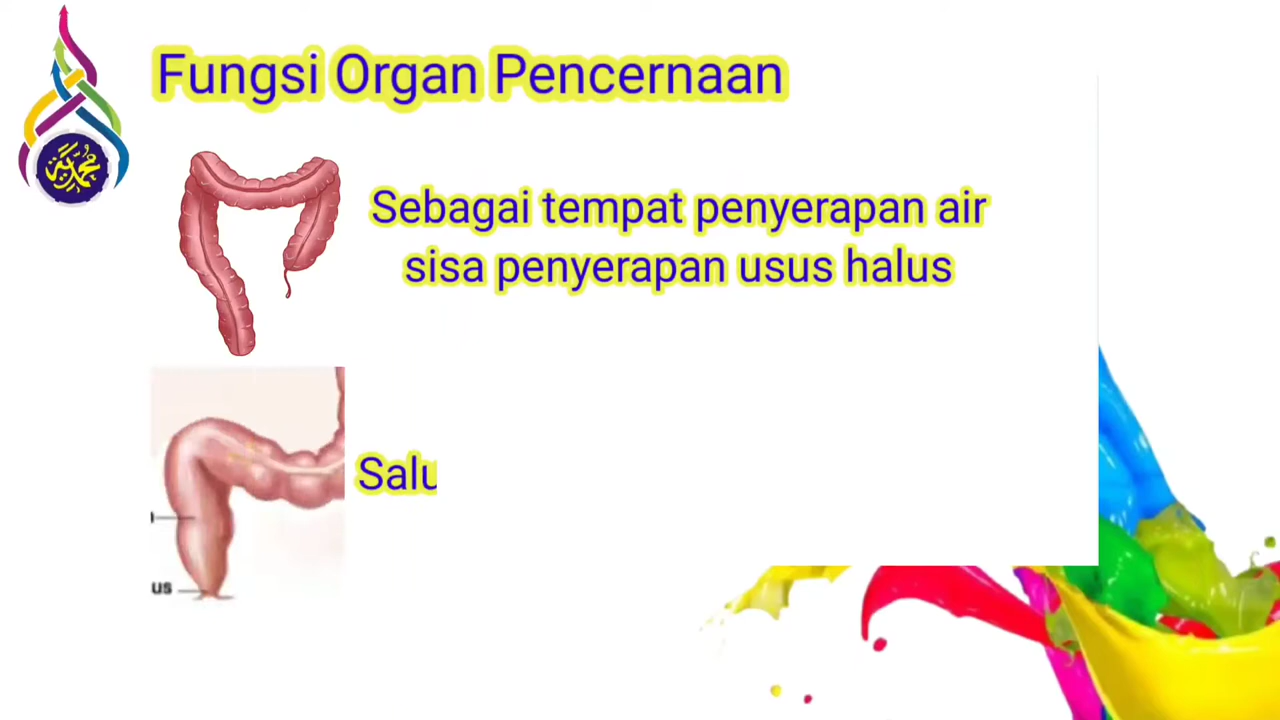 Fungsi Organ Pencernaan
Sebagai tempat penyerapan air
sisa penyerapan usus halus
Salu
us